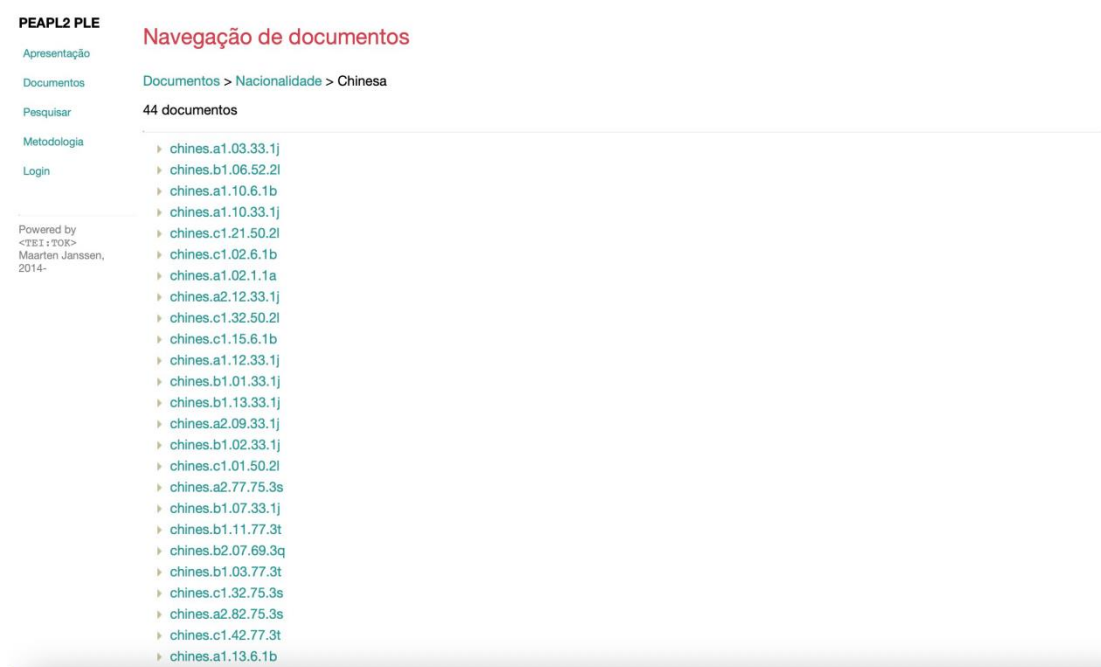 PEAPL2 PLE
Apresentação
Documentos
Pesquisar
Metodologia
Login
Powered by
<TEI:TOK>
Maarten Janssen,
2014-
Navegação de documentos
Documentos > Nacionalidade > Chinesa
44 documentos
chines.a1.03.33.1j
chines.b1.06.52.2l
chines.a1.10.6.1b
chines.a1.10.33.1j
chines.c1.21.50.2l
chines.c1.02.6.1b
chines.a1.02.1.1a
chines.a2.12.33.1j
chines.c1.32.50.2l
chines.c1.15.6.1b
chines.a1.12.33.1j
chines.b1.01.33.1j
chines.b1.13.33.1j
chines.a2.09.33.1j
chines.b1.02.33.1j
chines.c1.01.50.2l
chines.a2.77.75.3s
chines.b1.07.33.1j
chines.b1.11.77.3t
chines.b2.07.69.3q
chines.b1.03.77.3t
chines.c1.32.75.3s
chines.a2.82.75.3s
chines.c1.42.77.3t
chines.a1.13.6.1b